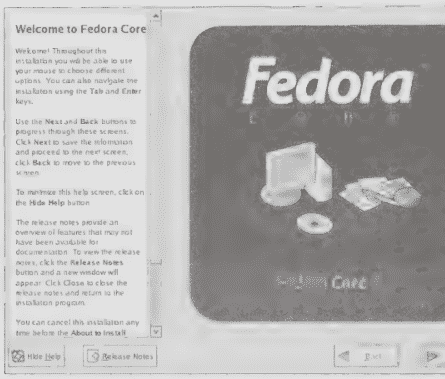 Welcome to Fedora Core
Welcome! Throughout this
installation you will be able to use
your mouse to choose different
options. You can also navigate the
installation using the Tab and Enter
keys.
Use the Next and Back buttons to
progress through these screens.
Click Next to save the information
and proceed to the next screen;
click Back to move to the previous
screen.
To minimize this help screen, click on
the Hide Help button.
The release notes provide an
overview of features that may not
have been available for
documentation. To view the release
notes, click the Release Notes
button and a new window will
appear. Click Close to close the
release notes and return to the
installation program.
You can cancel this installation any
time before the About to Install
Fedora
CORE
Core
Hide Help
Release Notes